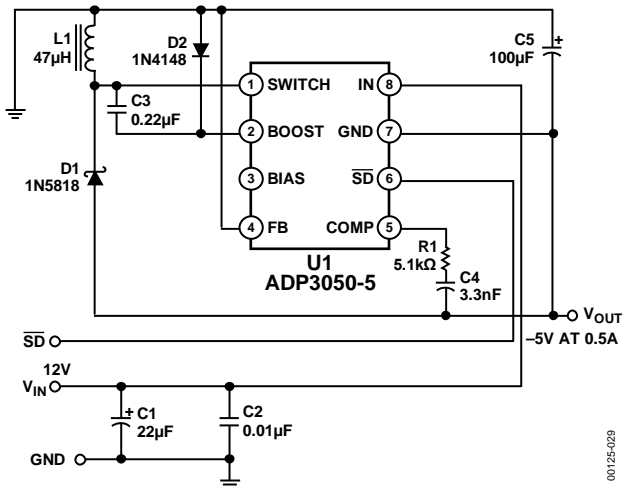 L1
47µH
D2
1N4148
C5
+
100µF
C3
0.22µF
1
SWITCH
IN
8
2
BOOST
GND
7
3
BIAS
SD
6
4
FB
COMP
5
D1
1N5818
U1
ADP3050-5
R1
5.1kΩ
C4
3.3nF
VOUT
–5V AT 0.5A
SD
12V
VIN
+
C1
22µF
C2
0.01µF
GND
00125-029